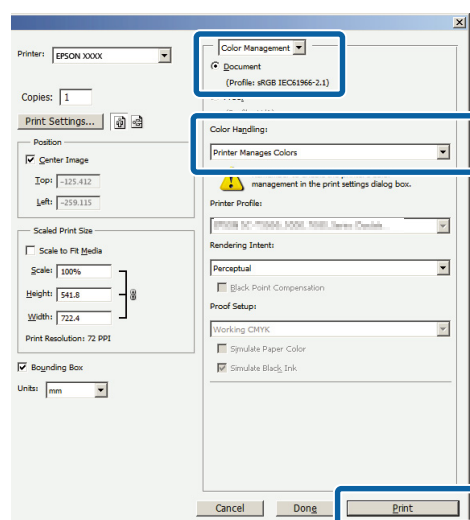 Printer: EPSON XXXX
Copies: 1
Print Settings...
Position
Center Image
Top: -125.412
Left: -259.115
Scaled Print Size
Scale to Fit Media
Scale: 100%
Height: 541.8
Width: 722.4
Print Resolution: 72 PPI
Bounding Box
Units: mm
Color Management
Document
(Profile: sRGB IEC61966-2.1)
Color Handling:
Printer Manages Colors
management in the print settings dialog box.
Printer Profile:
Rendering Intent:
Perceptual
Black Point Compensation
Proof Setup:
Working CMYK
Simulate Paper Color
Simulate Black Ink
Cancel
Done
Print